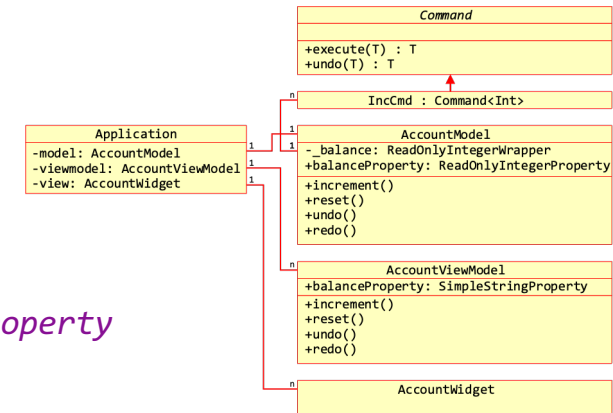 Command
+execute(T) : T
+undo(T) : T
n
IncCmd : Command<Int>
Application
-model: AccountModel
-viewmodel: AccountViewModel
-view: AccountWidget
1
1
1
1
1
AccountModel
-_balance: ReadOnlyIntegerWrapper
+balanceProperty: ReadOnlyIntegerProperty
+increment()
+reset()
+undo()
+redo()
n
AccountViewModel
+balanceProperty: SimpleStringProperty
+increment()
+reset()
+undo()
+redo()
operty
n
AccountWidget